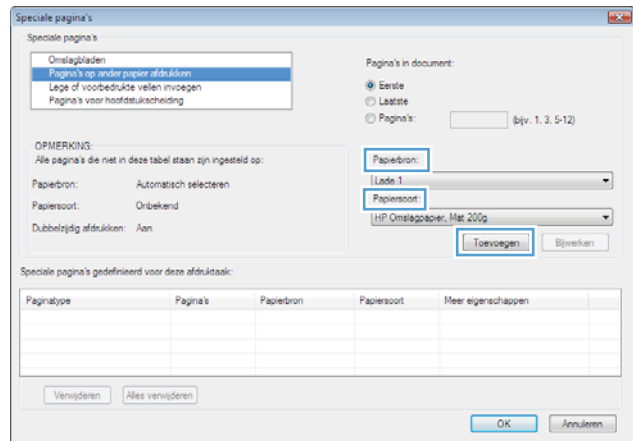 Speciale pagina's
Speciale pagina's
Omslagbladen
Pagina's op ander papier afdrukken
Lege of voorbedrukte vellen invoegen
Pagina's voor hoofdstukscheiding
Pagina's in document:
Eerste
Laatste
Pagina's: (bijv. 1, 3, 5-12)
OPMERKING:
Alle pagina's die niet in deze tabel staan zijn ingesteld op:
Papierbron: Automatisch selecteren
Papiersoort: Onbekend
Dubbelzijdig afdrukken: Aan
Papierbron:
Lade 1
Papiersoort:
HP Omslagpapier, Mat 200g
Toevoegen Bijwerken
Speciale pagina's gedefinieerd voor deze afdruktaak:
Paginatype Pagina's Papierbron Papiersoort Meer eigenschappen
Verwijderen Alles verwijderen
OK Annuleren